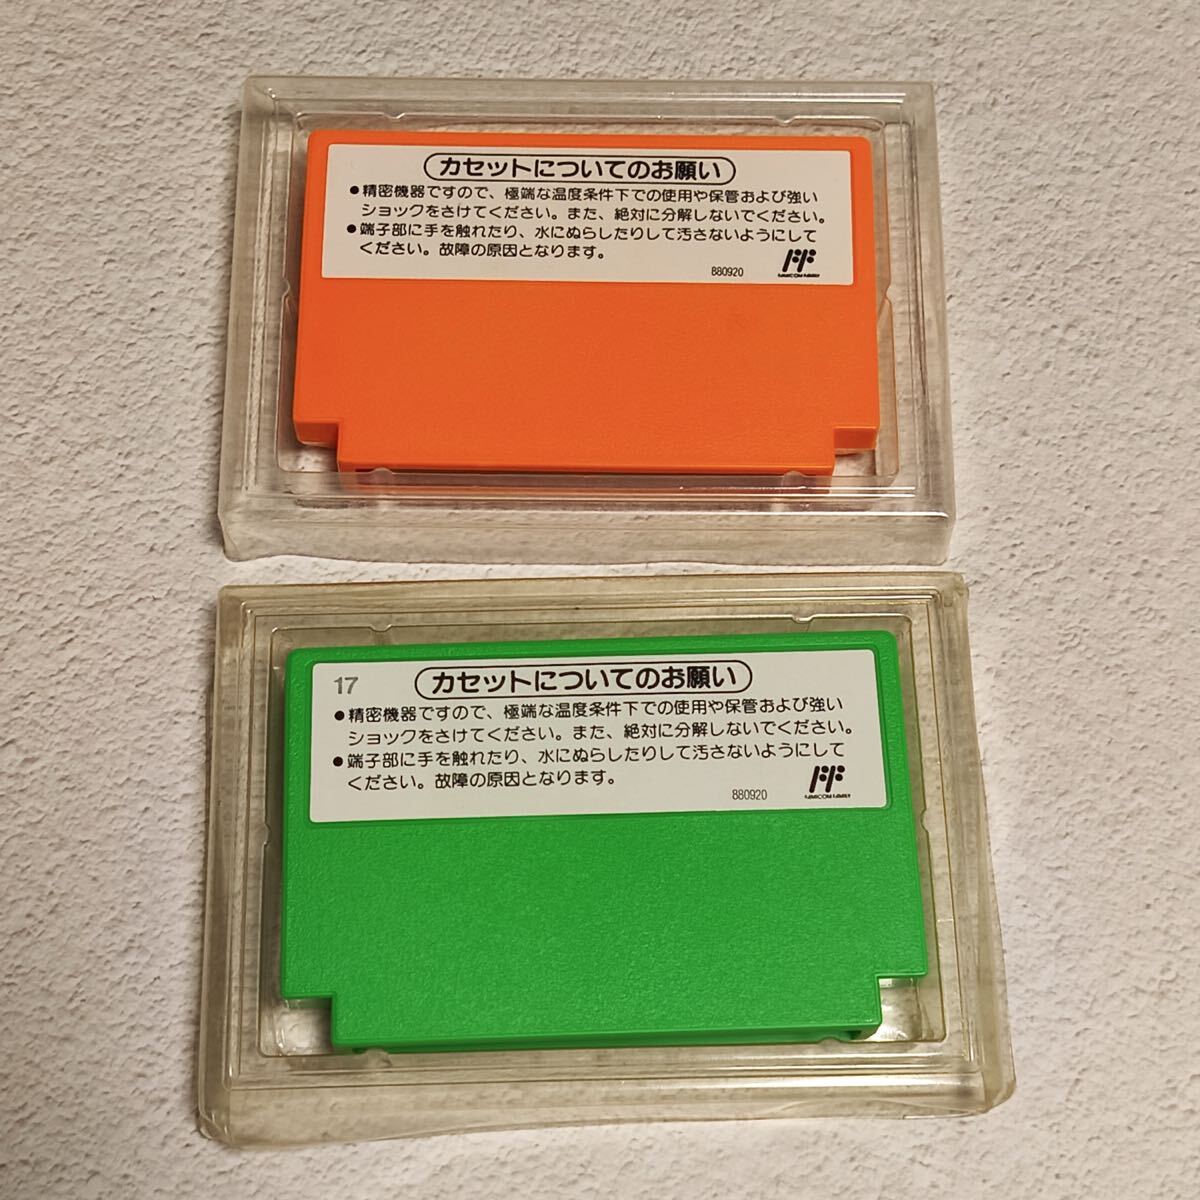 カセットについてのお願い
●精密機器ですので、極端な温度条件下での使用や保管および強い
ショックをさけてください。また、絶対に分解しないでください。
●端子部に手を触れたり、水にぬらしたりして汚さないようにして
ください。故障の原因となります。
880920
FAMICOM FAMILY
17
カセットについてのお願い
●精密機器ですので、極端な温度条件下での使用や保管および強い
ショックをさけてください。また、絶対に分解しないでください。
●端子部に手を触れたり、水にぬらしたりして汚さないようにして
ください。故障の原因となります。
880920
FAMICOM FAMILY